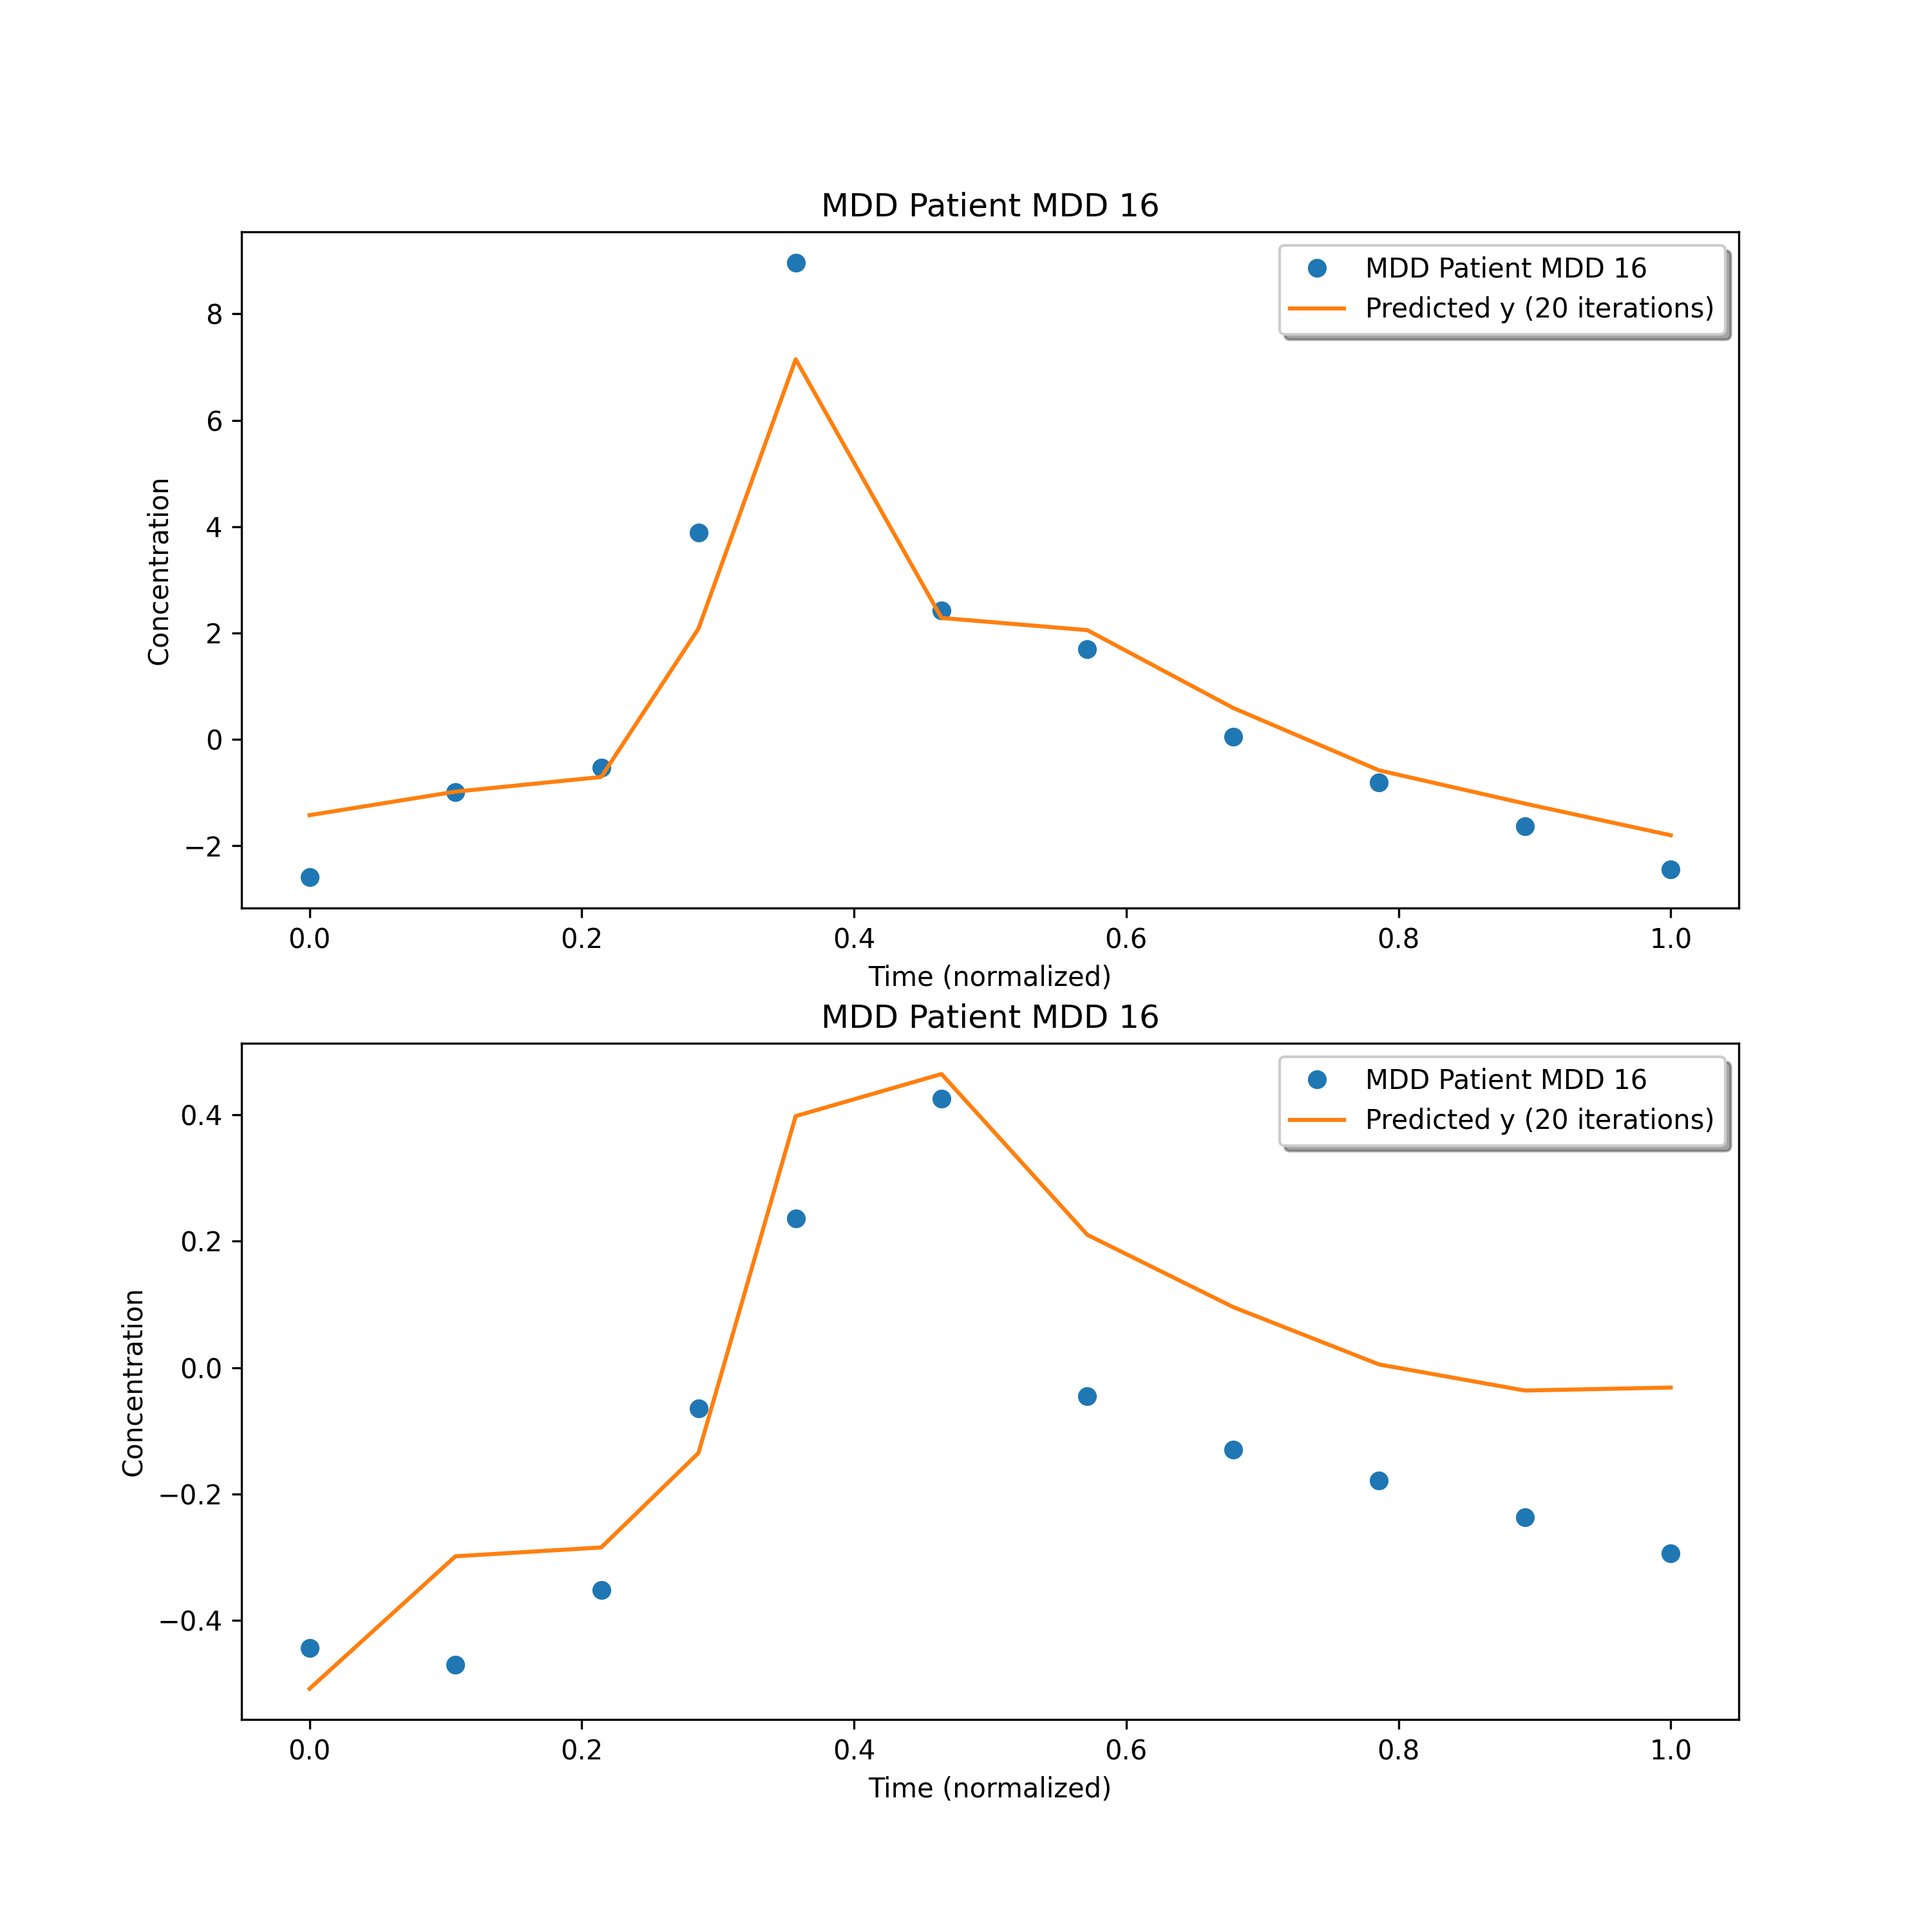 MDD Patient MDD 16
MDD Patient MDD 16
Predicted y (20 iterations)
8
6
4
2
0
−2
Concentration
0.0 0.2 0.4 0.6 0.8 1.0
Time (normalized)
MDD Patient MDD 16
MDD Patient MDD 16
Predicted y (20 iterations)
0.4
0.2
0.0
−0.2
−0.4
Concentration
0.0 0.2 0.4 0.6 0.8 1.0
Time (normalized)